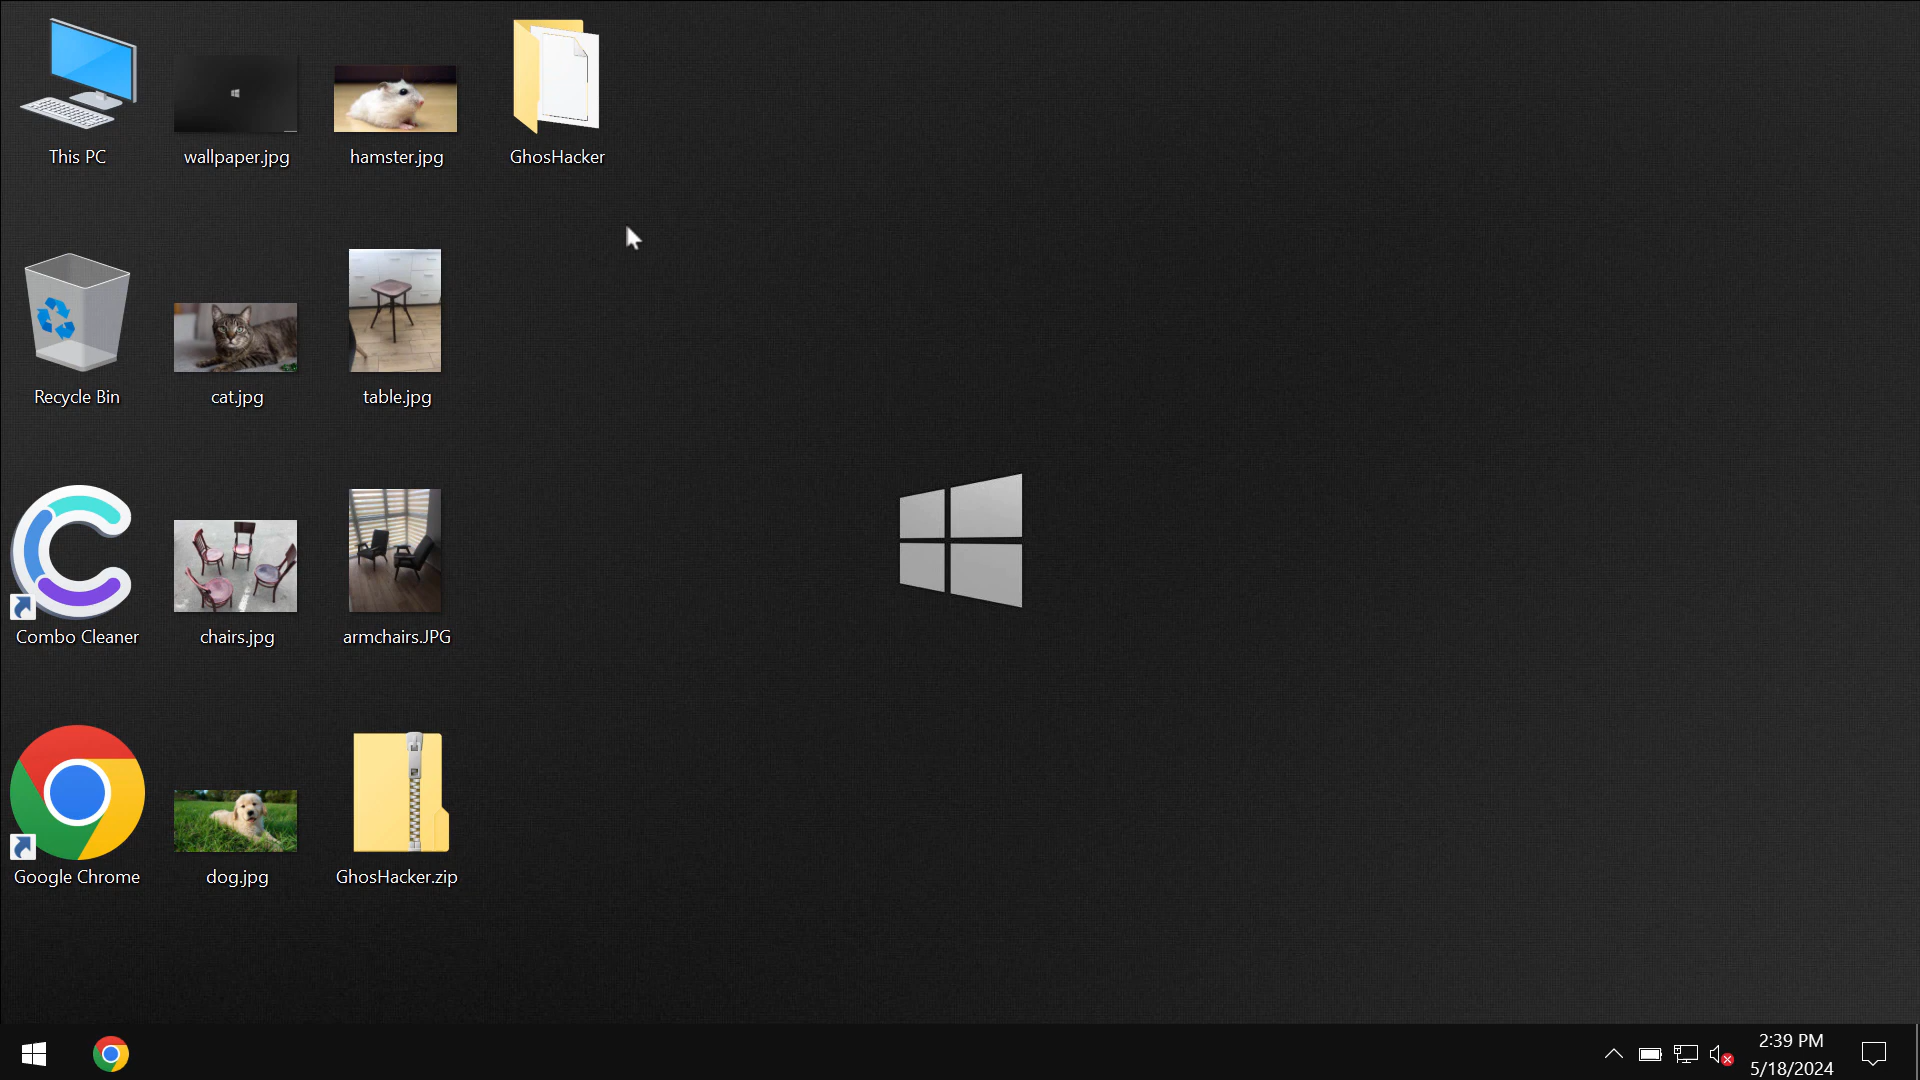 This PC
wallpaper.jpg
hamster.jpg
GhosHacker
Recycle Bin
cat.jpg
table.jpg
Combo Cleaner
chairs.jpg
armchairs.JPG
Google Chrome
dog.jpg
GhosHacker.zip
2:39 PM
5/18/2024